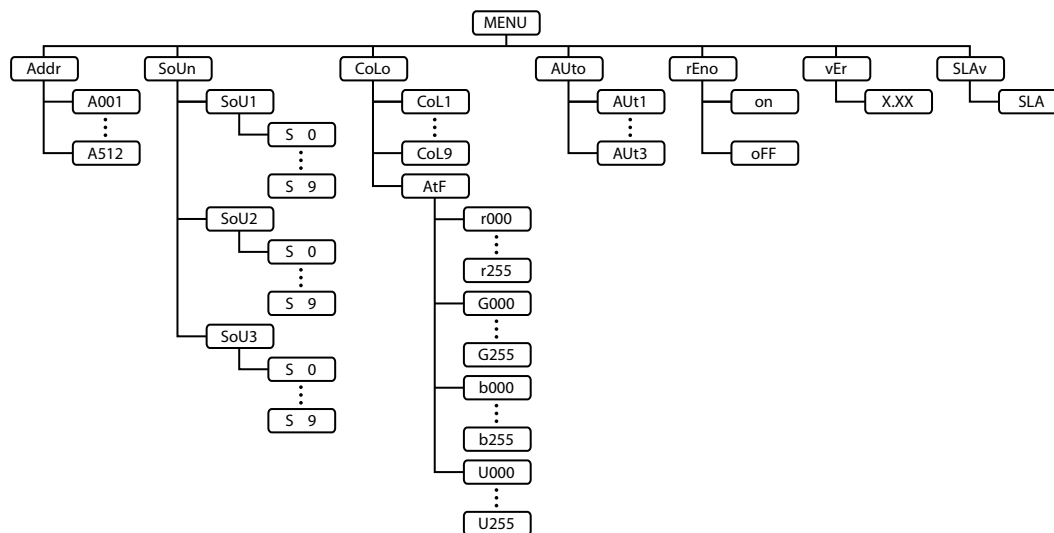 MENU
Addr
SoUn
CoLo
AUto
rEno
vEr
SLAv
A001
A512
SoU1
S 0
S 9
SoU2
S 0
S 9
SoU3
S 0
S 9
CoL1
CoL9
AtF
r000
r255
G000
G255
b000
b255
U000
U255
AUt1
AUt3
on
oFF
X.XX
SLA